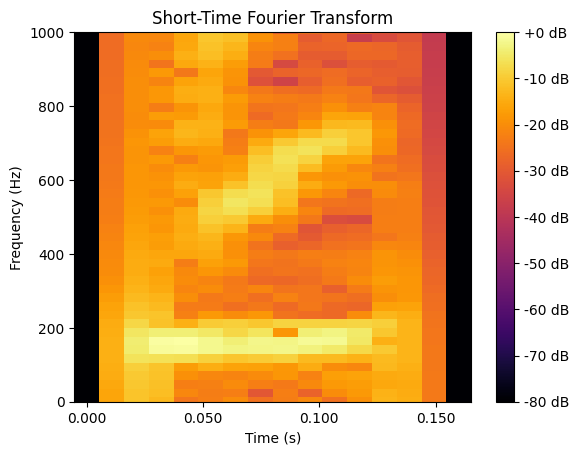 Short-Time Fourier Transform
1000
800
600
400
200
0
Frequency (Hz)
0.000
0.050
0.100
0.150
Time (s)
+0 dB
-10 dB
-20 dB
-30 dB
-40 dB
-50 dB
-60 dB
-70 dB
-80 dB